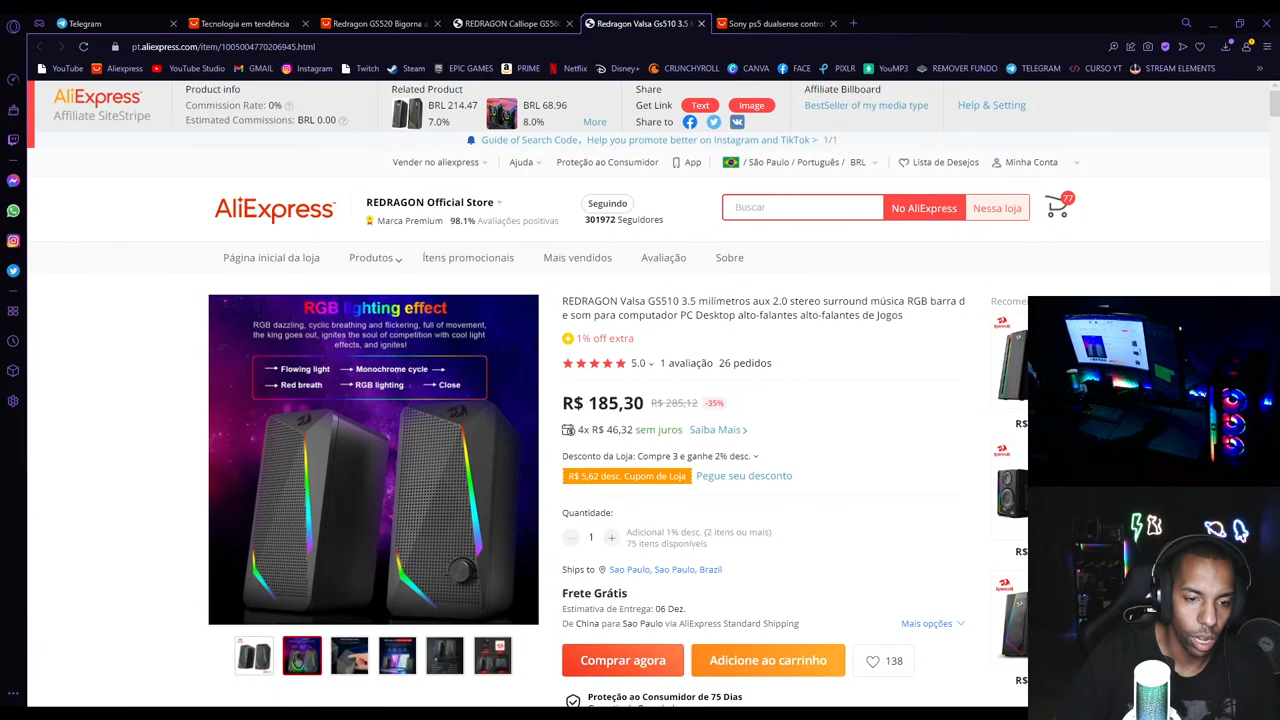 Telegram
Tecnologia em tendência
Redragon GS520 Bigorna a
REDRAGON Calliope GS58
Redragon Valsa Gs510 3.5
Sony ps5 dualsense contro
pt.aliexpress.com/item/1005004770206945.html
YouTube
Aliexpress
YouTube Studio
GMAIL
Instagram
Twitch
Steam
EPIC GAMES
PRIME
Netflix
Disney+
CRUNCHYROLL
CANVA
FACE
PIXLR
YouMP3
REMOVER FUNDO
TELEGRAM
CURSO YT
STREAM ELEMENTS
AliExpress
Affiliate SiteStripe
Product info
Commission Rate: 0%
Estimated Commissions: BRL 0.00
Related Product
BRL 214.47
7.0%
BRL 68.96
8.0%
More
Share
Get Link Text Image
Share to
Affiliate Billboard
BestSeller of my media type
Help & Setting
Guide of Search Code, Help you promote better on Instagram and TikTok > 1/1
Vender no aliexpress
Ajuda
Proteção ao Consumidor
App
/ São Paulo / Português / BRL
Lista de Desejos
Minha Conta
AliExpress
REDRAGON Official Store
Marca Premium 98.1% Avaliações positivas
Seguindo
301972 Seguidores
Buscar
No AliExpress
Nessa loja
77
Página inicial da loja
Produtos
Ítens promocionais
Mais vendidos
Avaliação
Sobre
RGB lighting effect
RGB dazzling, cyclic breathing and flickering, full of movement,
the king goes out, ignites the soul of competition with cool light
effects, and ignites!
Flowing light
Monochrome cycle
Red breath
RGB lighting
Close
REDRAGON Valsa GS510 3.5 milímetros aux 2.0 stereo surround música RGB barra d
e som para computador PC Desktop alto-falantes alto-falantes de Jogos
1% off extra
5.0 1 avaliação 26 pedidos
R$ 185,30 R$ 285,12 -35%
4x R$ 46,32 sem juros Saiba Mais
Desconto da Loja: Compre 3 e ganhe 2% desc.
R$ 5,62 desc. Cupom de Loja Pegue seu desconto
Quantidade:
1
Adicional 1% desc. (2 itens ou mais)
75 itens disponíveis
Ships to Sao Paulo, Sao Paulo, Brazil
Frete Grátis
Estimativa de Entrega: 06 Dez.
De China para Sao Paulo via AliExpress Standard Shipping
Mais opções
Comprar agora
Adicione ao carrinho
138
Proteção ao Consumidor de 75 Dias
Recomen
R$
R$
R$